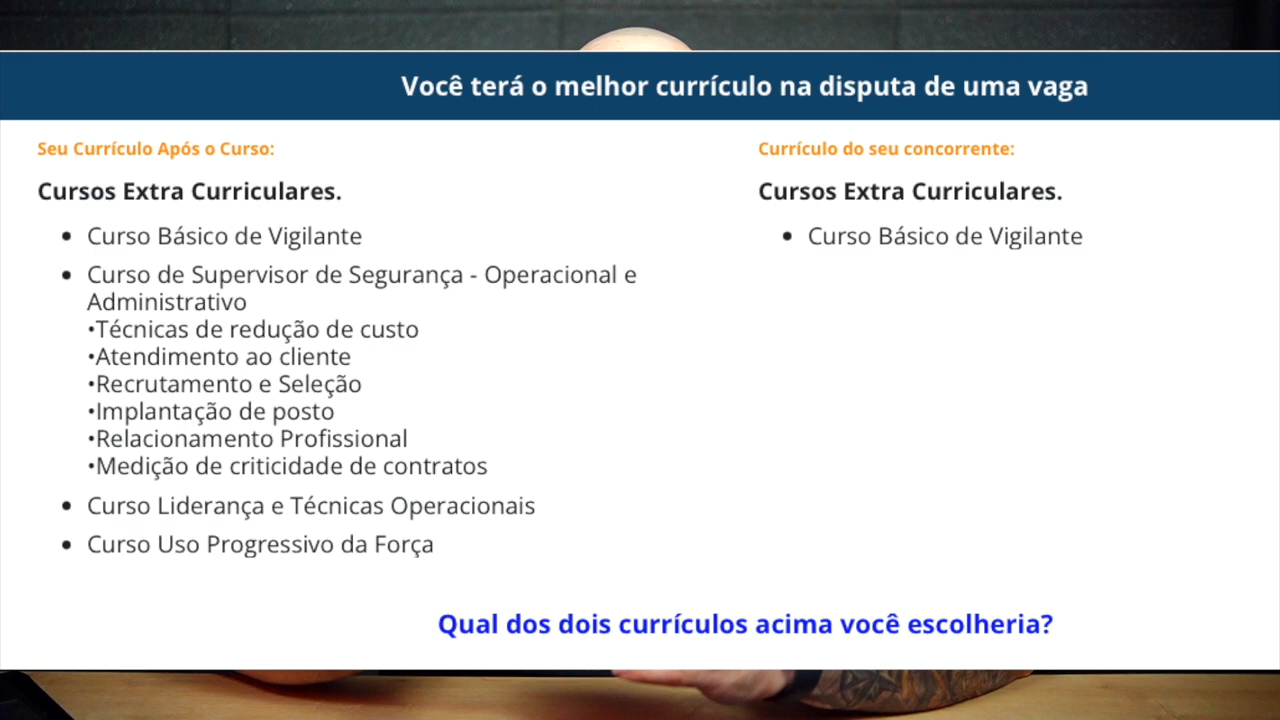 Você terá o melhor currículo na disputa de uma vaga
Seu Currículo Após o Curso:
Cursos Extra Curriculares.
• Curso Básico de Vigilante
• Curso de Supervisor de Segurança - Operacional e
Administrativo
•Técnicas de redução de custo
•Atendimento ao cliente
•Recrutamento e Seleção
•Implantação de posto
•Relacionamento Profissional
•Medição de criticidade de contratos
• Curso Liderança e Técnicas Operacionais
• Curso Uso Progressivo da Força
Currículo do seu concorrente:
Cursos Extra Curriculares.
• Curso Básico de Vigilante
Qual dos dois currículos acima você escolheria?